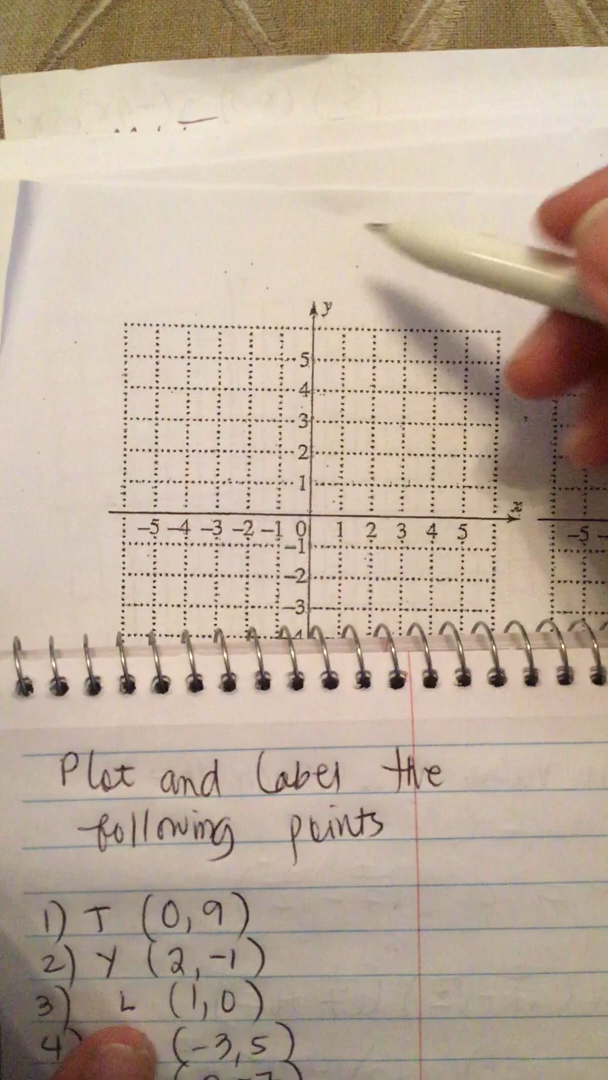 y
5
4
3
2
1
x
-5 -4 -3 -2 -1 0 1 2 3 4 5
-5
-1
-2
-3
Plot and Label the
following points
1) T (0,9)
2) Y (2,-1)
3) L (1,0)
4) (-3,5)